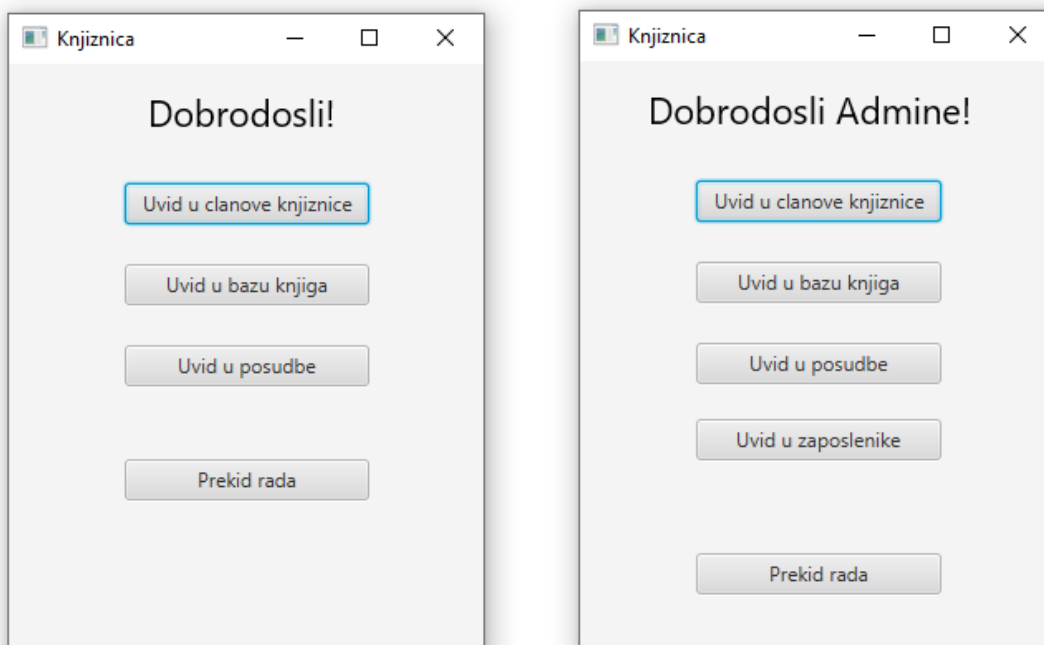 Knjiznica
Dobrodosli!
Uvid u clanove knjiznice
Uvid u bazu knjiga
Uvid u posudbe
Prekid rada
Knjiznica
Dobrodosli Admine!
Uvid u clanove knjiznice
Uvid u bazu knjiga
Uvid u posudbe
Uvid u zaposlenike
Prekid rada